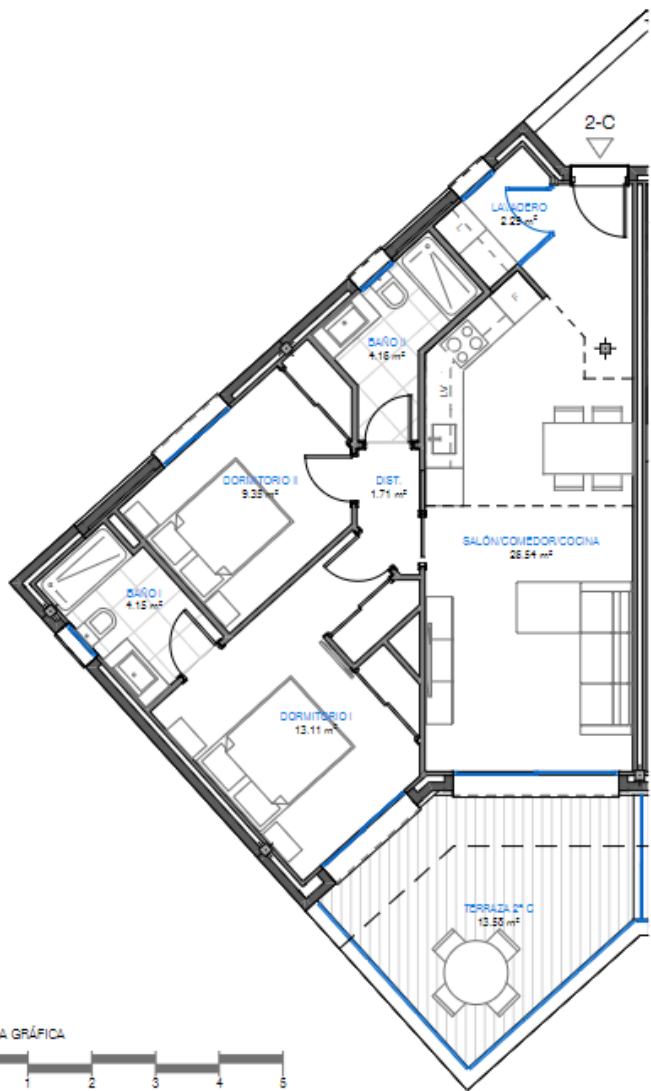 2-C
LAVADERO
2.29 m²
BAÑO II
4.16 m²
F
LV
DORMITORIO II
9.35 m²
DIST.
1.71 m²
SALÓN/COMEDOR/COCINA
26.54 m²
BAÑO I
4.15 m²
DORMITORIO I
13.11 m²
TERRAZA 2ª C
13.56 m²
A GRÁFICA
1 2 3 4 5